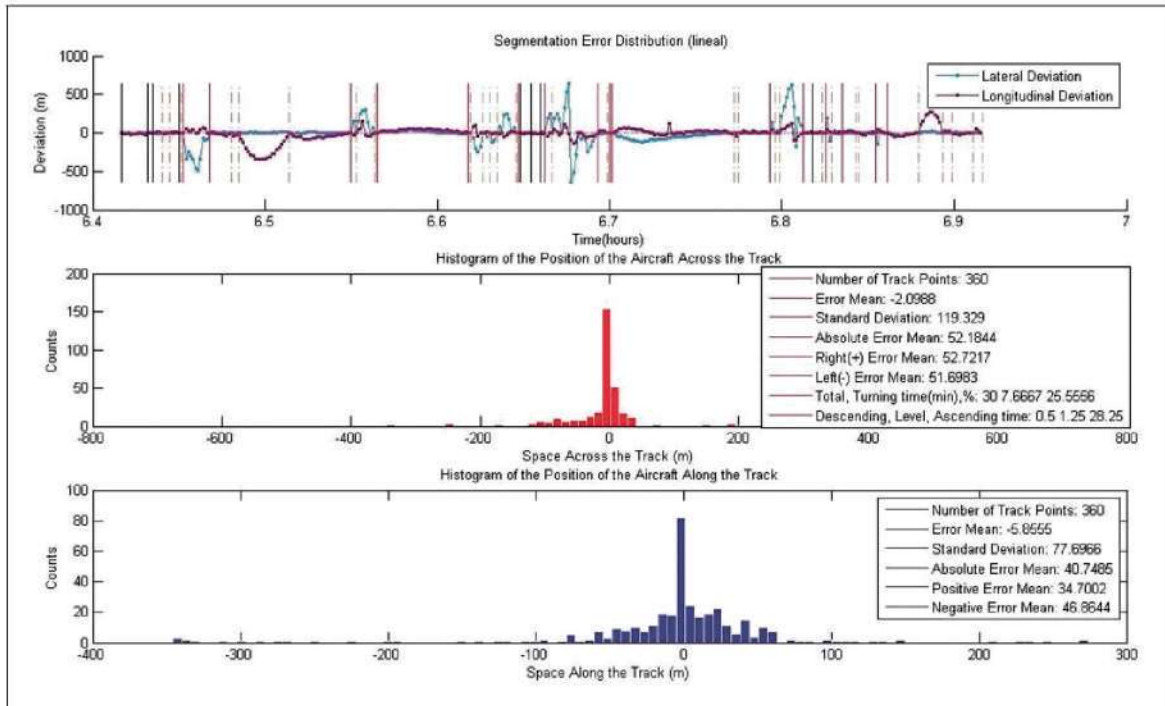 Segmentation Error Distribution (lineal)
1000
500
0
-500
-1000
Deviation (m)
Lateral Deviation
Longitudinal Deviation
6.4 6.5 6.6 6.7 6.8 6.9 7
Time(hours)
Histogram of the Position of the Aircraft Across the Track
200
150
100
50
0
Counts
Number of Track Points: 360
Error Mean: -2.0988
Standard Deviation: 119.329
Absolute Error Mean: 52.1844
Right(+) Error Mean: 52.7217
Left(-) Error Mean: 51.6983
Total, Turning time(min),%: 30 7.6667 25.5556
Descending, Level, Ascending time: 0.5 1.25 28.25
-800 -600 -400 -200 0 200 400 600 800
Space Across the Track (m)
Histogram of the Position of the Aircraft Along the Track
100
80
60
40
20
0
Counts
Number of Track Points: 360
Error Mean: -5.8555
Standard Deviation: 77.6966
Absolute Error Mean: 40.7485
Positive Error Mean: 34.7002
Negative Error Mean: 46.8644
-400 -300 -200 -100 0 100 200 300
Space Along the Track (m)